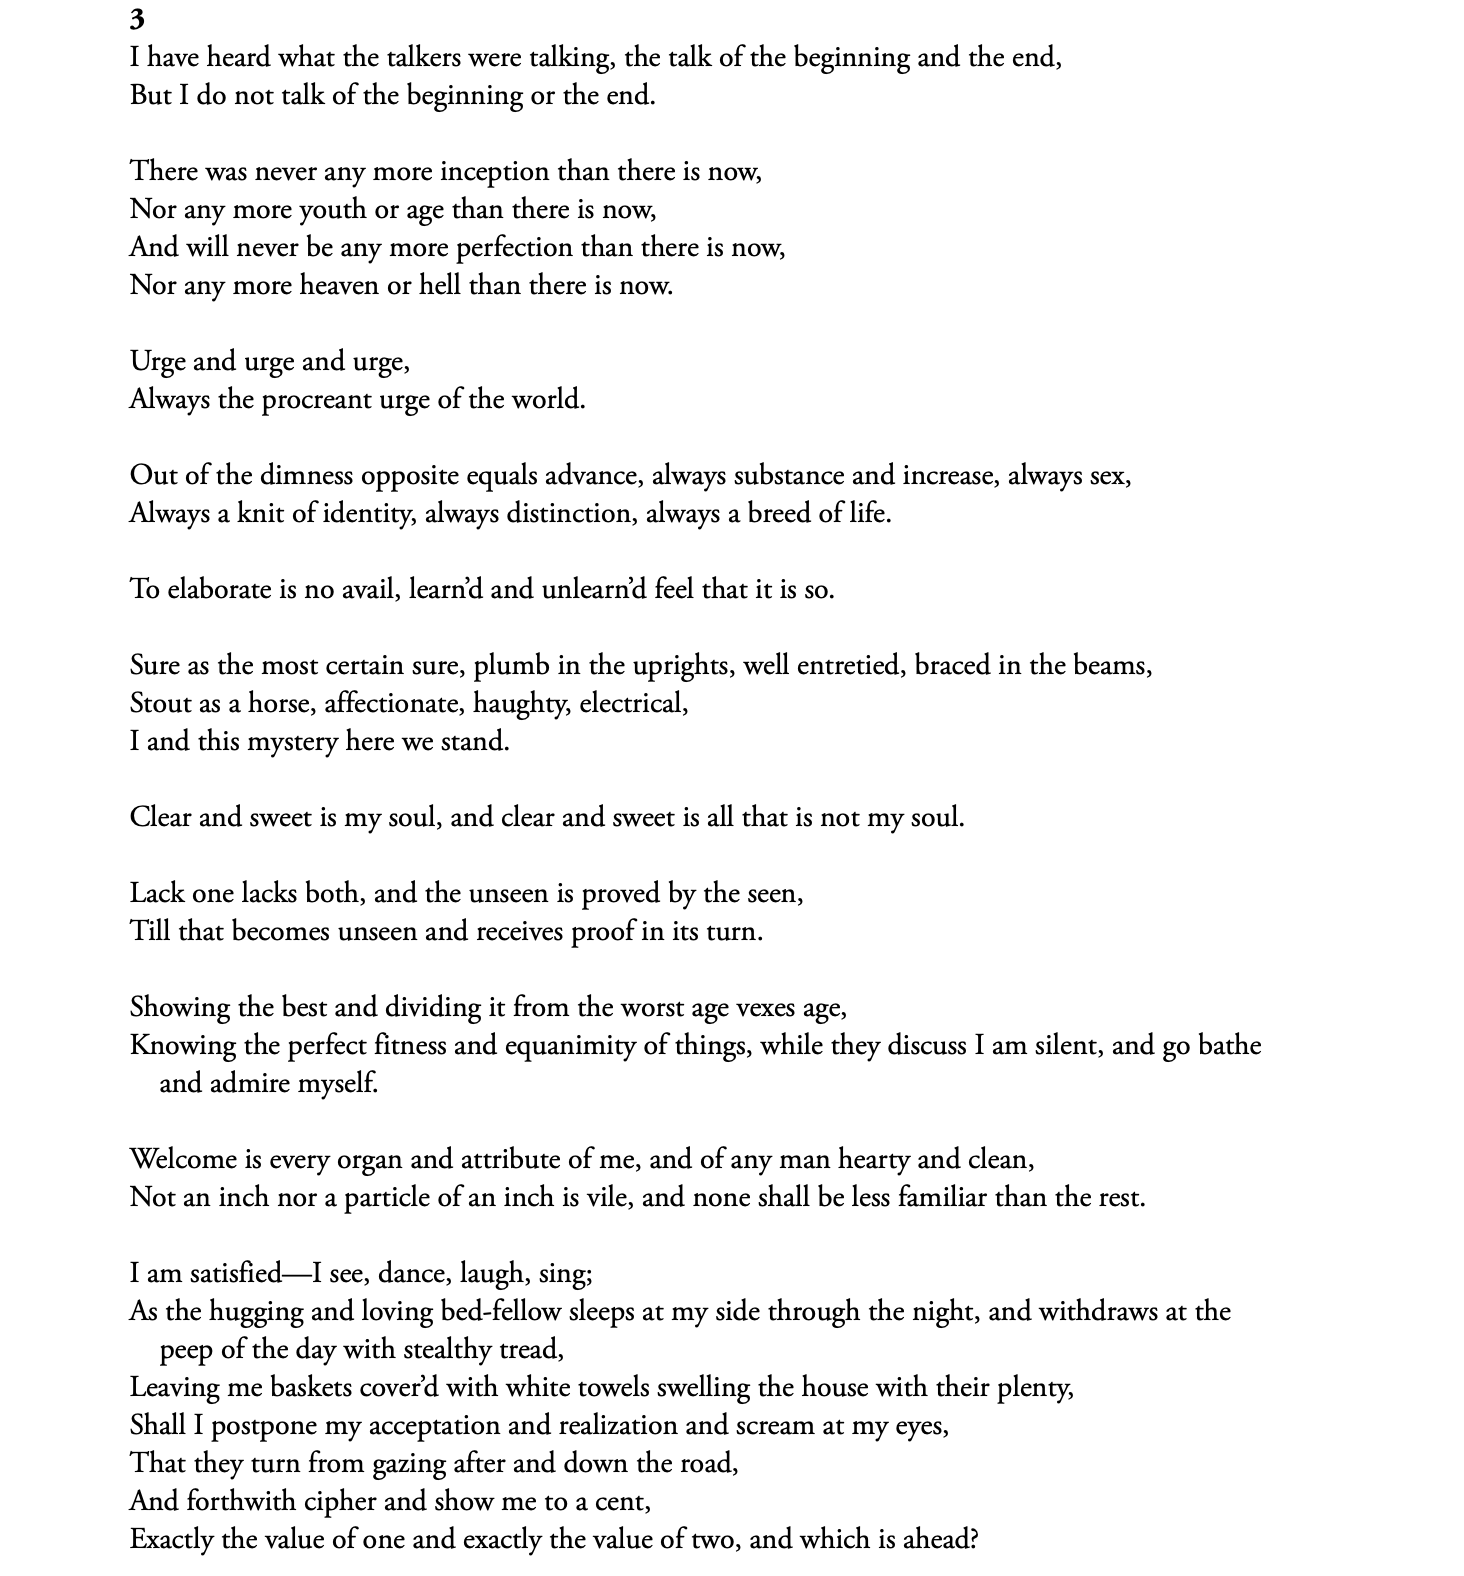 3
I have heard what the talkers were talking, the talk of the beginning and the end,
But I do not talk of the beginning or the end.
There was never any more inception than there is now,
Nor any more youth or age than there is now,
And will never be any more perfection than there is now,
Nor any more heaven or hell than there is now.
Urge and urge and urge,
Always the procreant urge of the world.
Out of the dimness opposite equals advance, always substance and increase, always sex,
Always a knit of identity, always distinction, always a breed of life.
To elaborate is no avail, learn’d and unlearn’d feel that it is so.
Sure as the most certain sure, plumb in the uprights, well entretied, braced in the beams,
Stout as a horse, affectionate, haughty, electrical,
I and this mystery here we stand.
Clear and sweet is my soul, and clear and sweet is all that is not my soul.
Lack one lacks both, and the unseen is proved by the seen,
Till that becomes unseen and receives proof in its turn.
Showing the best and dividing it from the worst age vexes age,
Knowing the perfect fitness and equanimity of things, while they discuss I am silent, and go bathe
and admire myself.
Welcome is every organ and attribute of me, and of any man hearty and clean,
Not an inch nor a particle of an inch is vile, and none shall be less familiar than the rest.
I am satisfied—I see, dance, laugh, sing;
As the hugging and loving bed-fellow sleeps at my side through the night, and withdraws at the
peep of the day with stealthy tread,
Leaving me baskets cover’d with white towels swelling the house with their plenty,
Shall I postpone my acceptation and realization and scream at my eyes,
That they turn from gazing after and down the road,
And forthwith cipher and show me to a cent,
Exactly the value of one and exactly the value of two, and which is ahead?